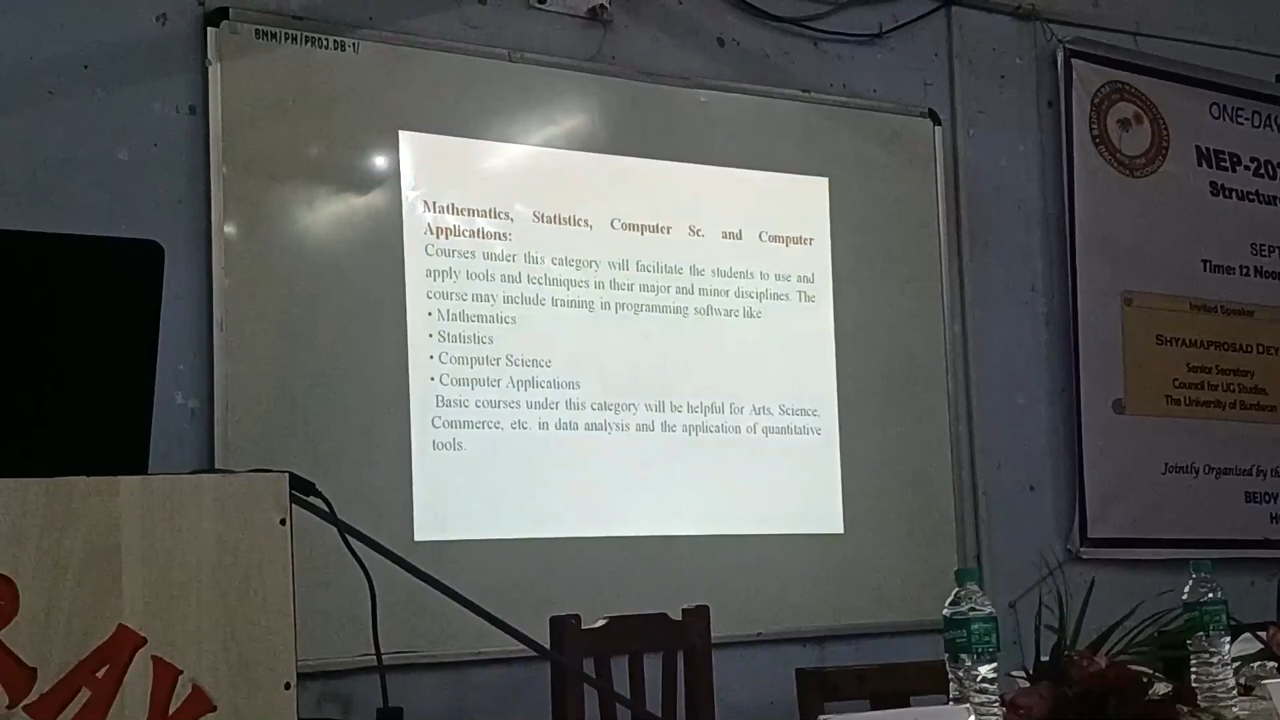 BNM/PH/PROJ.DB-1/
Mathematics, Statistics, Computer Sc. and Computer
Applications:
Courses under this category will facilitate the students to use and
apply tools and techniques in their major and minor disciplines. The
course may include training in programming software like
• Mathematics
• Statistics
• Computer Science
• Computer Applications
Basic courses under this category will be helpful for Arts, Science,
Commerce, etc. in data analysis and the application of quantitative
tools.
ONE-DAY
NEP-20
Structure
SEPT
Time: 12 Noon
Invited Speaker
SHYAMAPROSAD DEY
Senior Secretary
Council for UG Studies,
The University of Burdwan
Jointly Organised by th
BEJOY
H
RAY